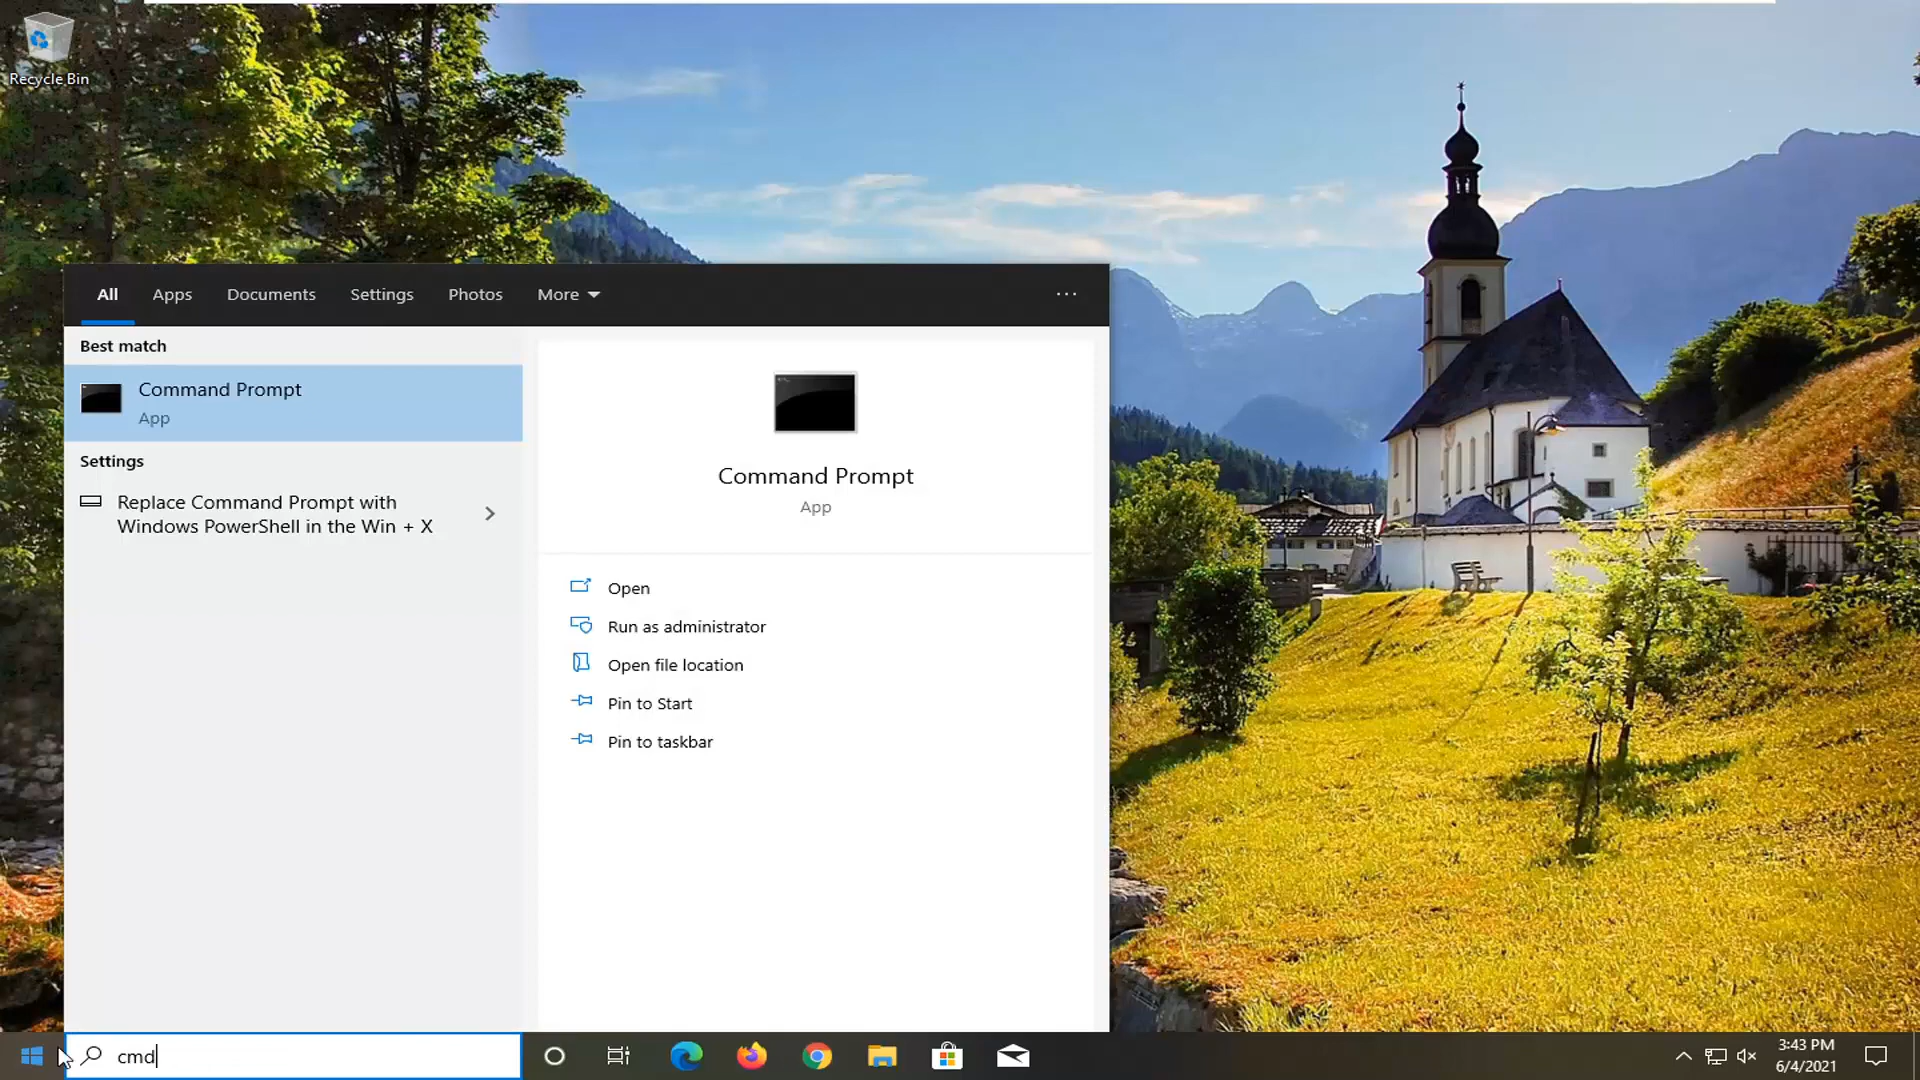 Recycle Bin
All Apps Documents Settings Photos More
Best match
Command Prompt
App
Settings
Replace Command Prompt with
Windows PowerShell in the Win + X
Command Prompt
App
Open
Run as administrator
Open file location
Pin to Start
Pin to taskbar
cmd
3:43 PM
6/4/2021